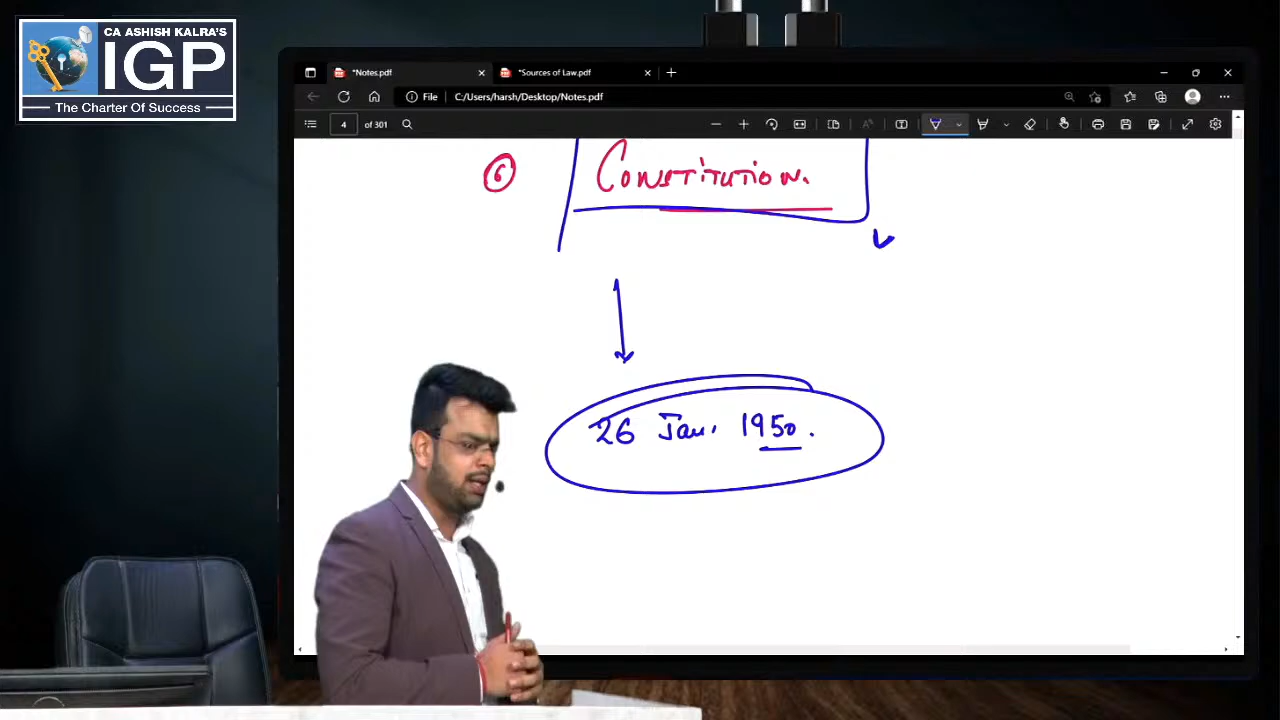 CA ASHISH KALRA'S
IGP
The Charter Of Success
*Notes.pdf
*Sources of Law.pdf
File
C:/Users/harsh/Desktop/Notes.pdf
4 of 301
6
Constitution.
26 Jan. 1950.